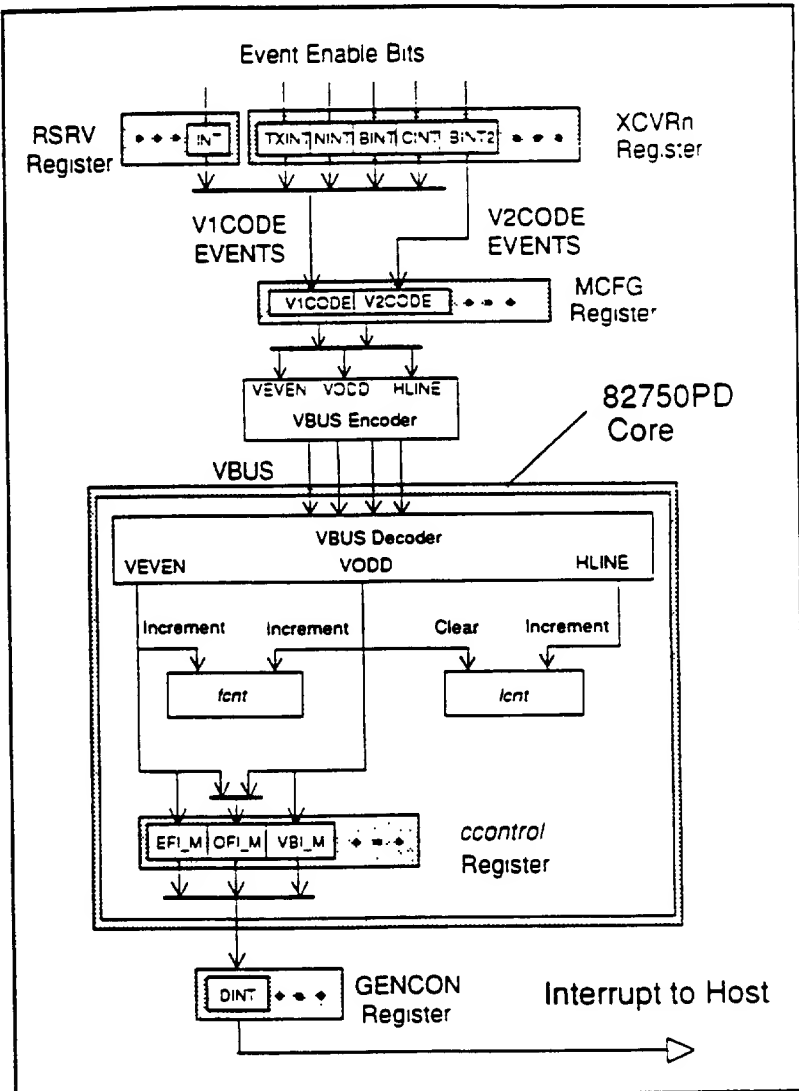 Event Enable Bits
RSRV
Register
INT
TXINT NINT BINT CINT BINT2
XCVRn
Register
V1CODE
EVENTS
V2CODE
EVENTS
V1CODE V2CODE
MCFG
Register
VEVEN VODD HLINE
VBUS Encoder
82750PD
Core
VBUS
VBUS Decoder
VEVEN VODD HLINE
Increment Increment Clear Increment
fcnt lcnt
EFI_M OFI_M VBI_M
ccontrol
Register
DINT
GENCON
Register
Interrupt to Host